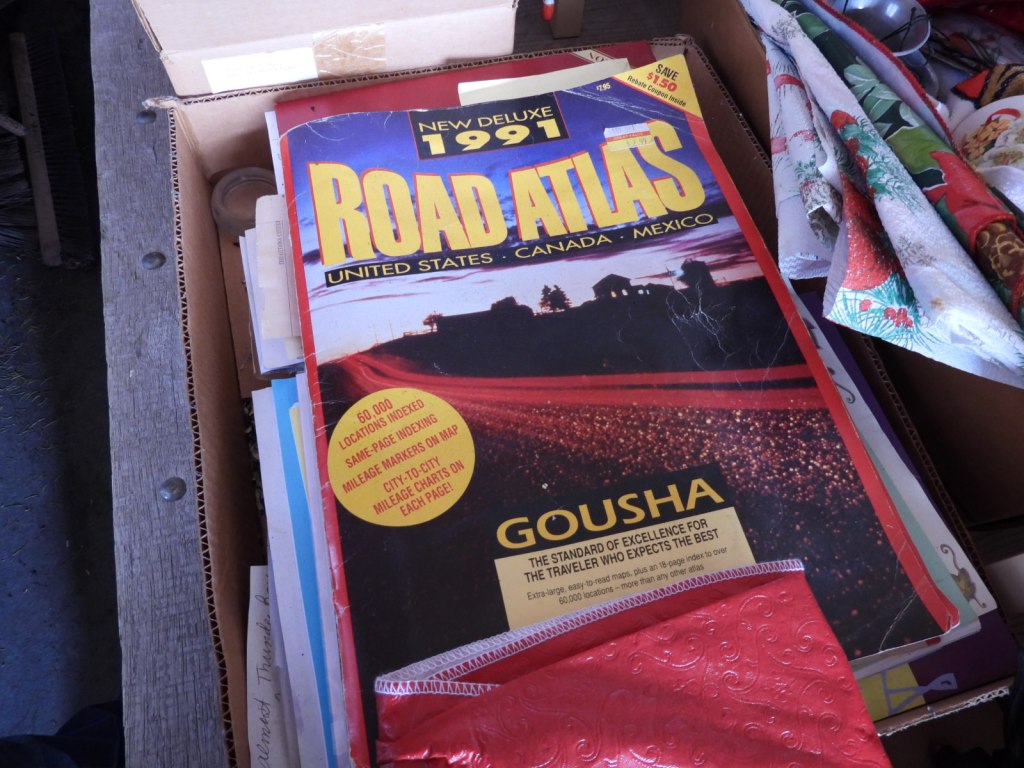 SAVE
$1.50
Rebate Coupon Inside
$7.95
NEW DELUXE
1991
ROAD ATLAS
UNITED STATES · CANADA · MEXICO
60,000
LOCATIONS INDEXED
SAME-PAGE INDEXING
MILEAGE MARKERS ON MAP
CITY-TO-CITY
MILEAGE CHARTS ON
EACH PAGE!
GOUSHA
THE STANDARD OF EXCELLENCE FOR
THE TRAVELER WHO EXPECTS THE BEST
Extra-large, easy-to-read maps, plus an 18-page index to over
60,000 locations – more than any other atlas
almost